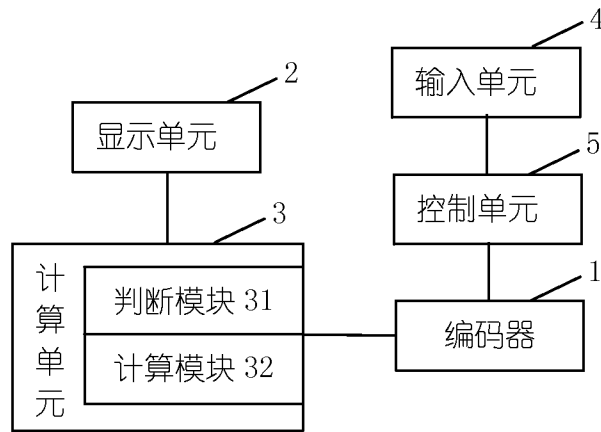 4
输入单元
2
显示单元
5
控制单元
3
计算单元
判断模块 31
计算模块 32
1
编码器